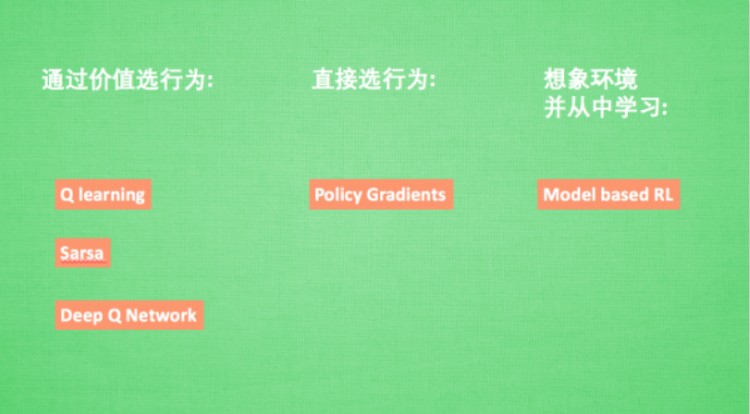 通过价值选行为:
Q learning
Sarsa
Deep Q Network
直接选行为:
Policy Gradients
想象环境
并从中学习:
Model based RL